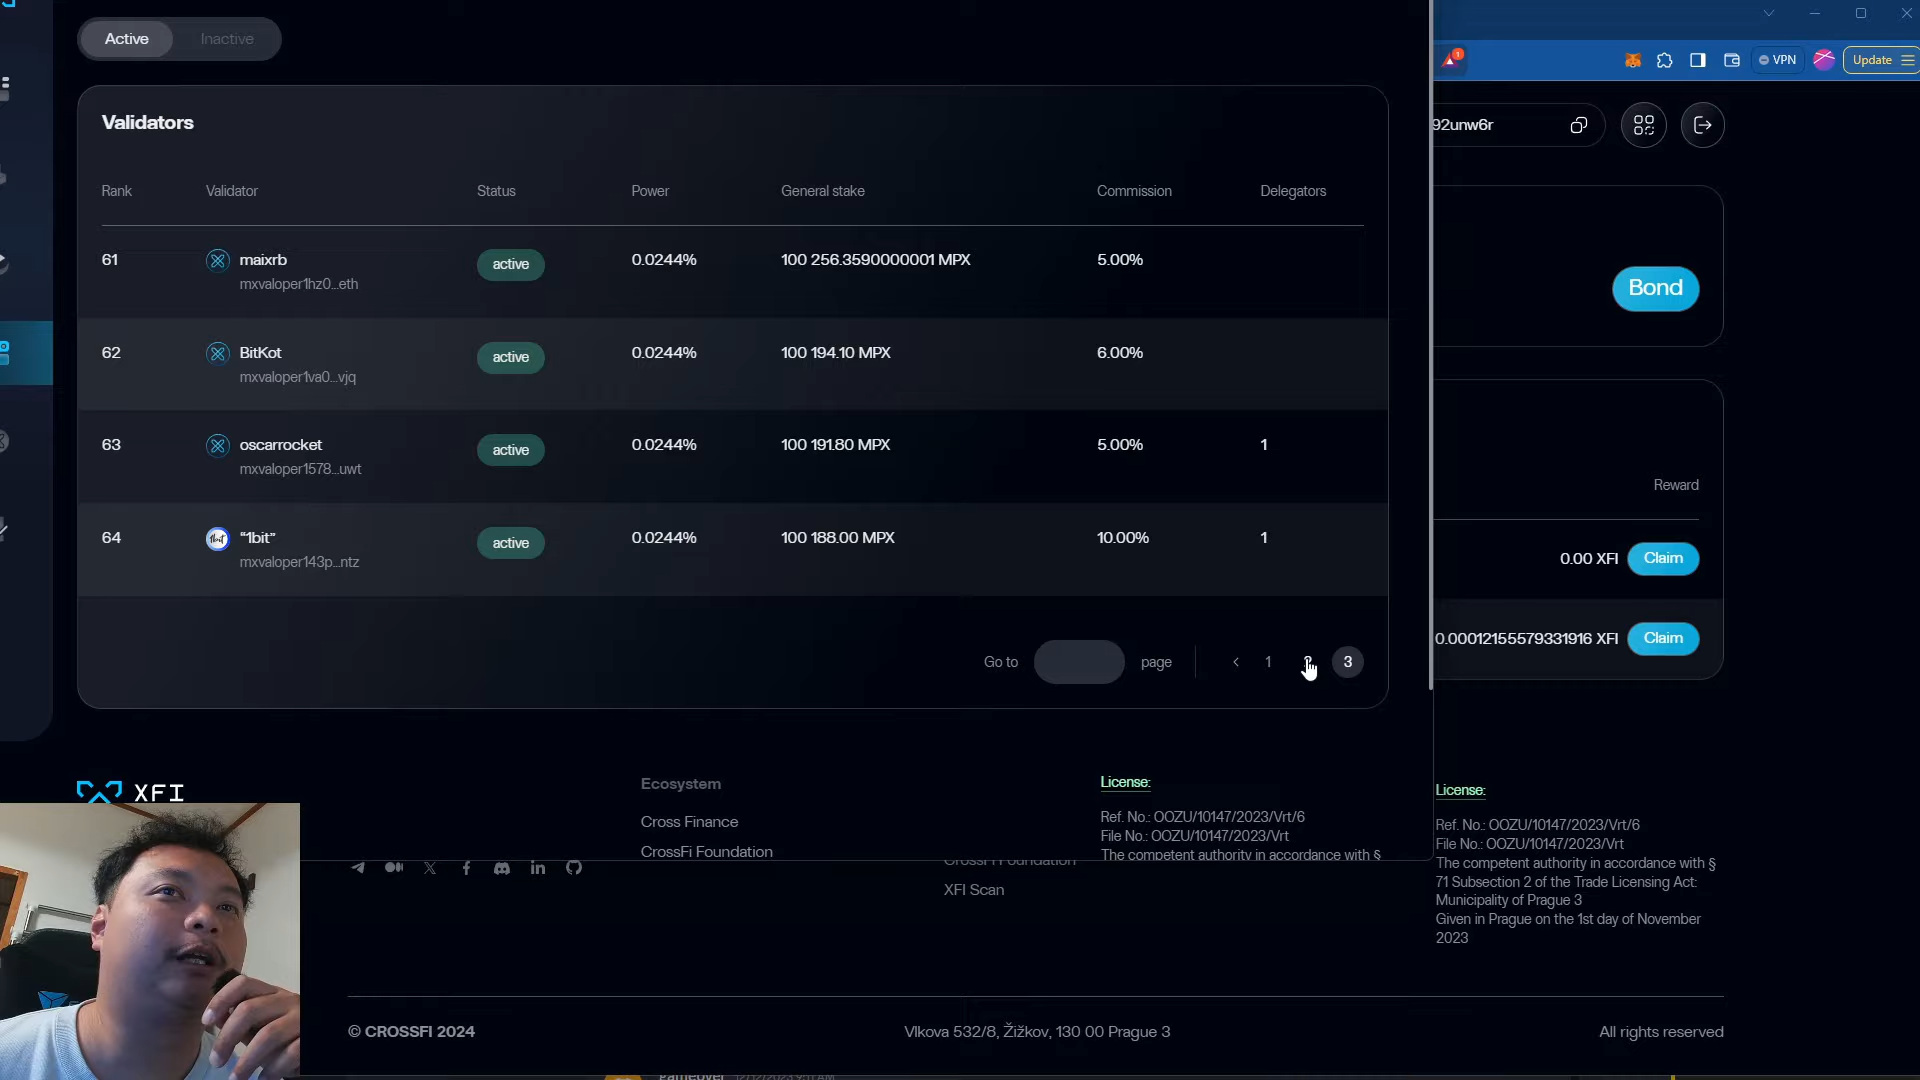 Active
Inactive
VPN
Update
1
Validators
92unw6r
Rank
Validator
Status
Power
General stake
Commission
Delegators
61
maixrb
mxvaloper1hz0...eth
active
0.0244%
100 256.3590000001 MPX
5.00%
Bond
62
BitKot
mxvaloper1va0...vjq
active
0.0244%
100 194.10 MPX
6.00%
63
oscarrocket
mxvaloper1578...uwt
active
0.0244%
100 191.80 MPX
5.00%
1
Reward
64
"1bit"
mxvaloper143p...ntz
active
0.0244%
100 188.00 MPX
10.00%
1
0.00 XFI
Claim
0.00012155579331916 XFI
Claim
Go to
page
1
3
XFI
Ecosystem
Cross Finance
CrossFi Foundation
License:
Ref. No.: OOZU/10147/2023/Vrt/6
File No.: OOZU/10147/2023/Vrt
The competent authority in accordance with §
CrossFi Foundation
XFI Scan
License:
Ref. No.: OOZU/10147/2023/Vrt/6
File No.: OOZU/10147/2023/Vrt
The competent authority in accordance with §
71 Subsection 2 of the Trade Licensing Act:
Municipality of Prague 3
Given in Prague on the 1st day of November
2023
© CROSSFI 2024
Vlkova 532/8, Žižkov, 130 00 Prague 3
All rights reserved